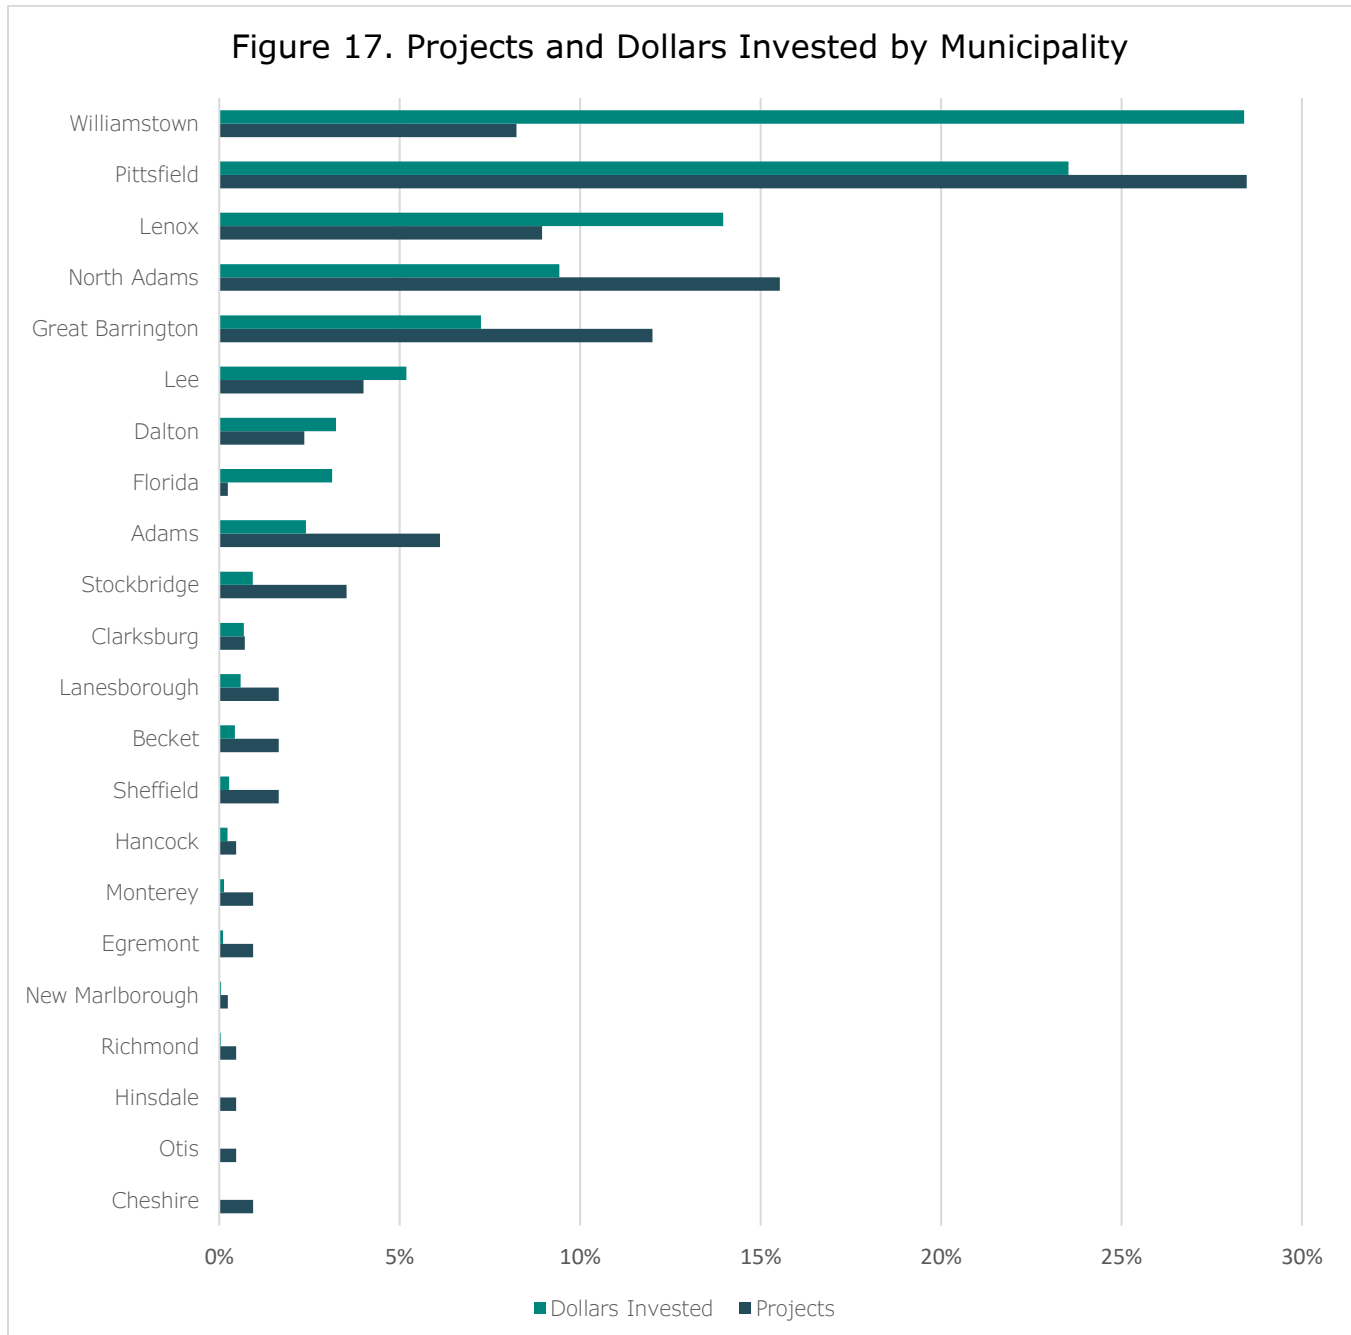 Figure 17. Projects and Dollars Invested by Municipality
Williamstown
Pittsfield
Lenox
North Adams
Great Barrington
Lee
Dalton
Florida
Adams
Stockbridge
Clarksburg
Lanesborough
Becket
Sheffield
Hancock
Monterey
Egremont
New Marlborough
Richmond
Hinsdale
Otis
Cheshire
0% 5% 10% 15% 20% 25% 30%
Dollars Invested Projects